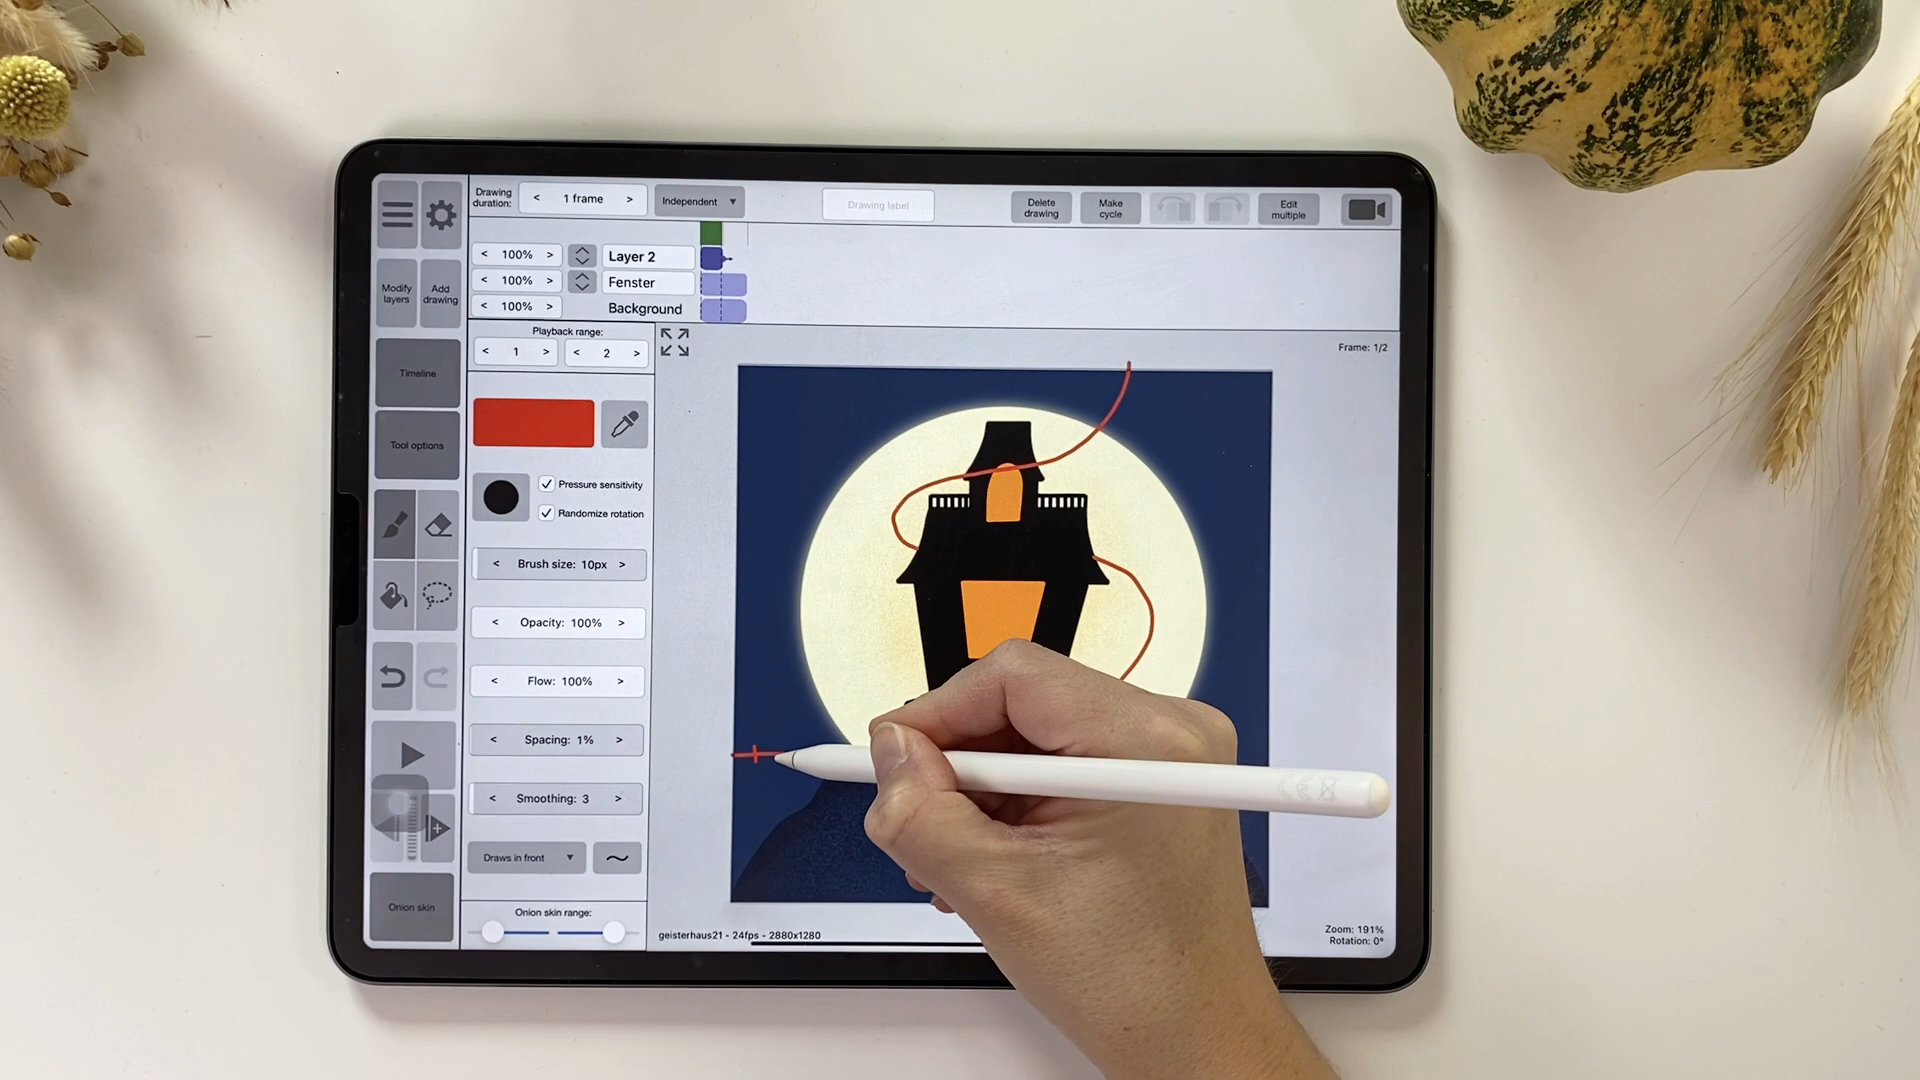 Drawing
duration:
< 1 frame >
Independent ▼
Drawing label
Delete
drawing
Make
cycle
Edit
multiple
< 100% >
Layer 2
< 100% >
Fenster
< 100% >
Background
Modify
layers
Add
drawing
Playback range:
< 1 >
< 2 >
Frame: 1/2
Timeline
Tool options
Pressure sensitivity
Randomize rotation
< Brush size: 10px >
< Opacity: 100% >
< Flow: 100% >
< Spacing: 1% >
< Smoothing: 3 >
Draws in front ▼
Onion skin
Onion skin range:
geisterhaus21 - 24fps - 2880x1280
Zoom: 191%
Rotation: 0°